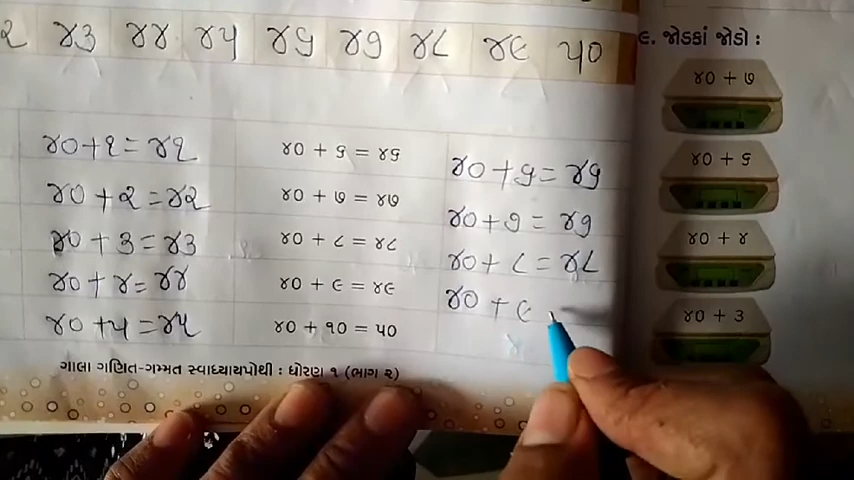 ૨ ૪૩ ૪૪ ૪૫ ૪૬ ૪૭ ૪૮ ૪૯ ૫૦
૪૦+૧=૪૧
૪૦+૨=૪૨
૪૦+૩=૪૩
૪૦+૪=૪૪
૪૦+૫=૪૫
૪૦ + ૬ = ૪૬
૪૦ + ૭ = ૪૭
૪૦ + ૮ = ૪૮
૪૦ + ૯ = ૪૯
૪૦ + ૧૦ = ૫૦
૪૦+૬=૪૬
૪૦+૭=૪૭
૪૦+૮=૪૮
૪૦+૯
ગાલા ગણિત-ગમ્મત સ્વાધ્યાયપોથી : ધોરણ ૧ (ભાગ ૨)
૯. જોડકાં જોડો :
૪૦ + ૭
૪૦ + ૬
૪૦ + ૪
૪૦ + ૩